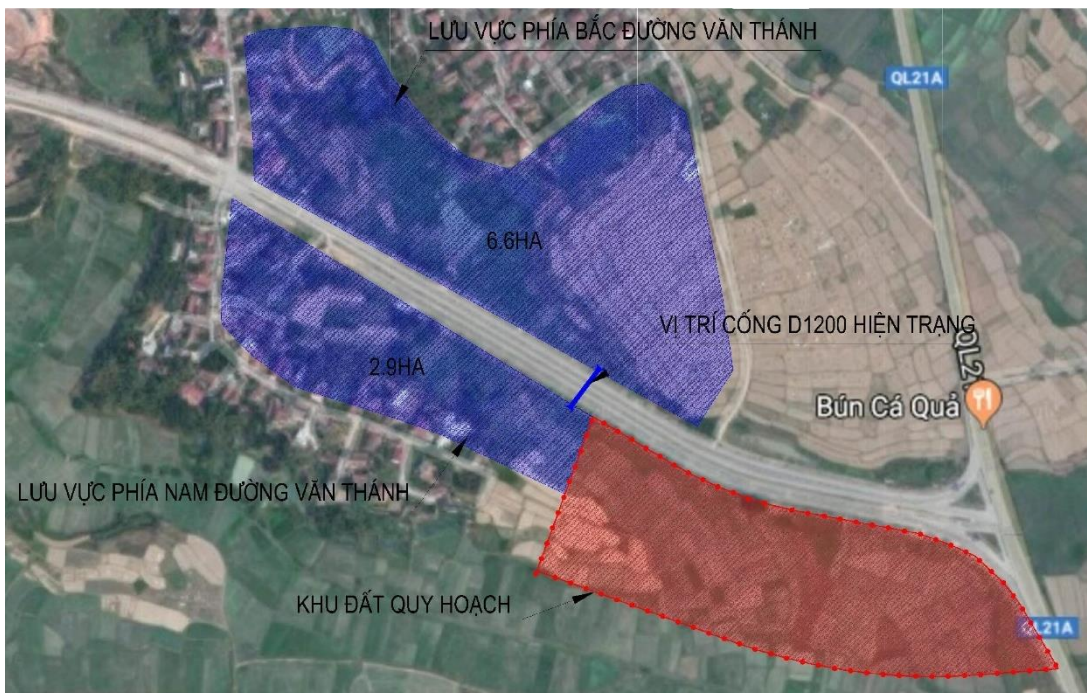 LƯU VỰC PHÍA BẮC ĐƯỜNG VĂN THÁNH
QL21A
6.6HA
VỊ TRÍ CỐNG D1200 HIỆN TRẠNG
QL21
2.9HA
Bún Cá Quả
LƯU VỰC PHÍA NAM ĐƯỜNG VĂN THÁNH
KHU ĐẤT QUY HOẠCH
QL21A